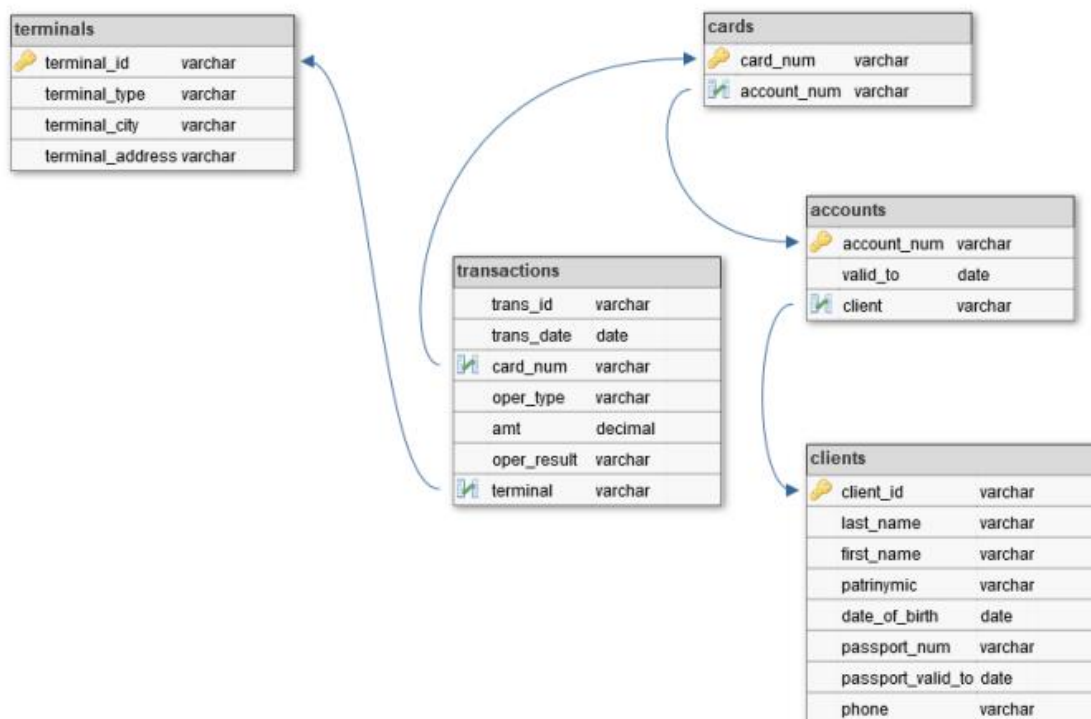 terminals
terminal_id varchar
terminal_type varchar
terminal_city varchar
terminal_address varchar
cards
card_num varchar
account_num varchar
accounts
account_num varchar
valid_to date
client varchar
transactions
trans_id varchar
trans_date date
card_num varchar
oper_type varchar
amt decimal
oper_result varchar
terminal varchar
clients
client_id varchar
last_name varchar
first_name varchar
patrinymic varchar
date_of_birth date
passport_num varchar
passport_valid_to date
phone varchar